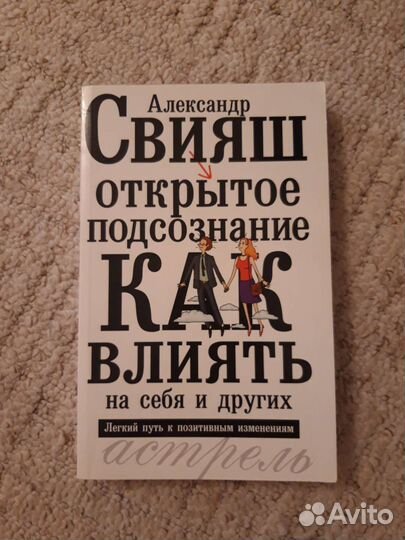 Александр
Свияш
открытое
подсознание
как
влиять
на себя и других
Легкий путь к позитивным изменениям
астрель
Avito